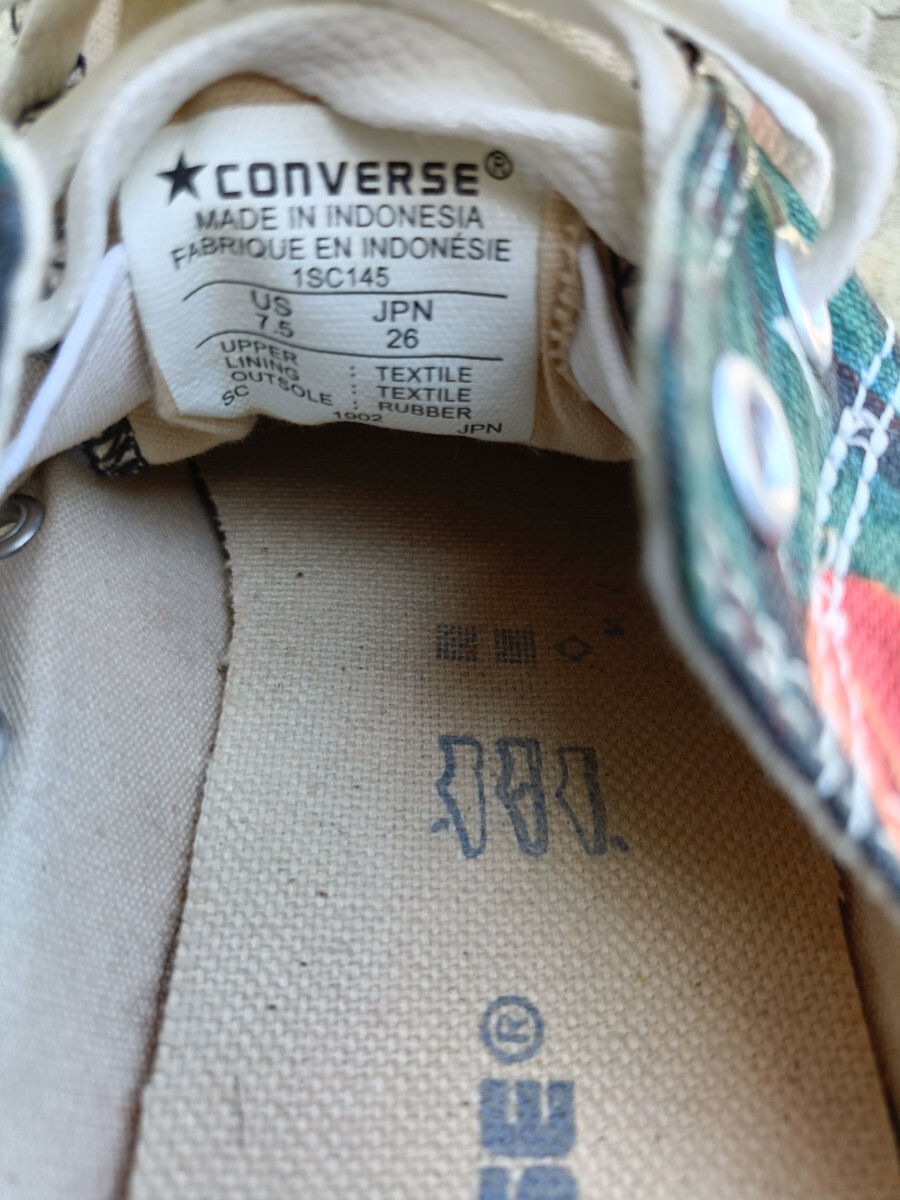 ★CONVERSE®
MADE IN INDONESIA
FABRIQUE EN INDONÉSIE
1SC145
US JPN
7.5 26
UPPER : TEXTILE
LINING : TEXTILE
OUTSOLE : RUBBER
SC 1902 JPN
SE®